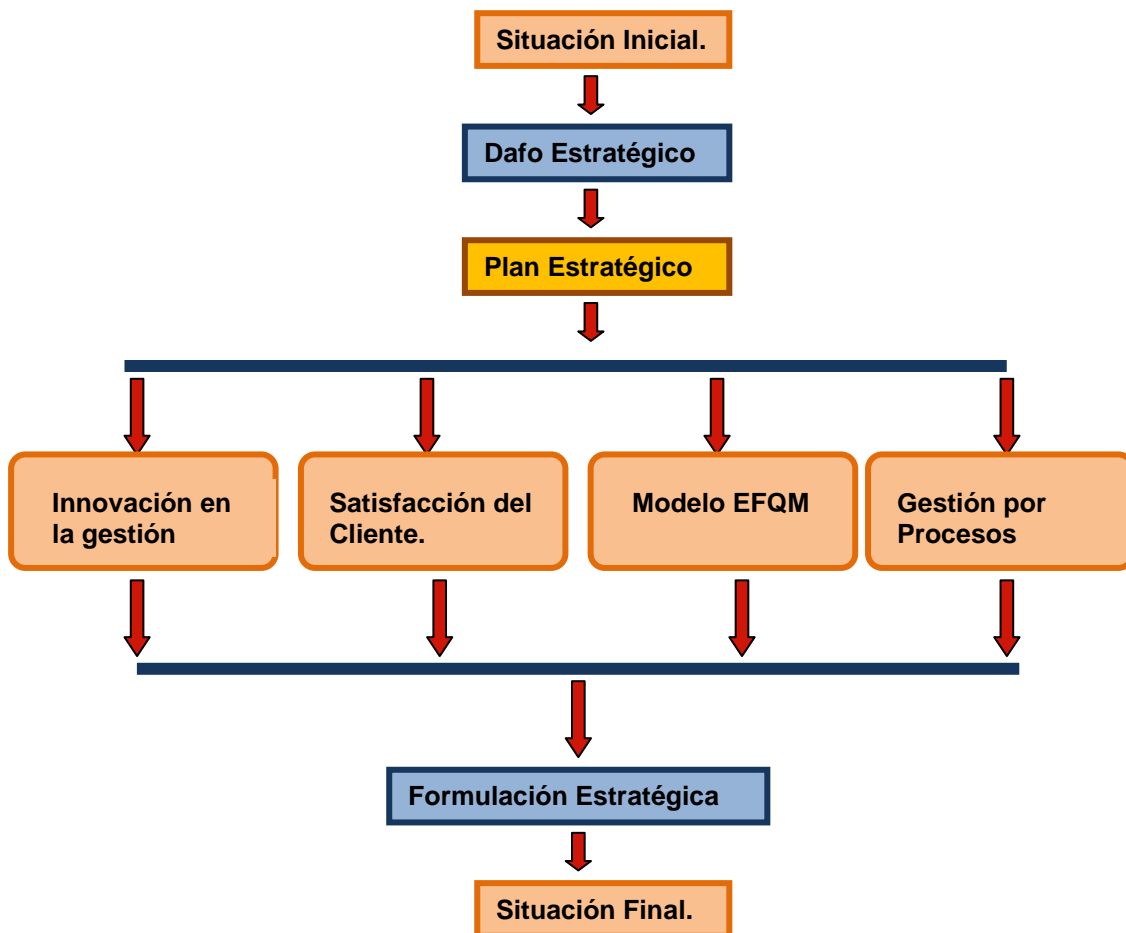 Situación Inicial.
Dafo Estratégico
Plan Estratégico
Innovación en
la gestión
Satisfacción del
Cliente.
Modelo EFQM
Gestión por
Procesos
Formulación Estratégica
Situación Final.